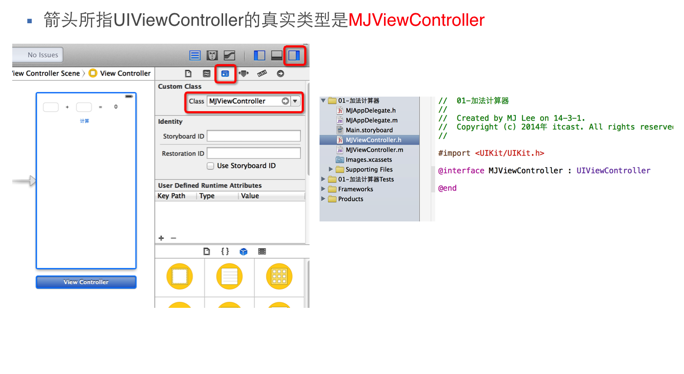 箭头所指UIViewController的真实类型是MJViewController
No Issues
View Controller Scene
View Controller
+
=
0
计算
View Controller
Custom Class
Class
MJViewController
Identity
Storyboard ID
Restoration ID
Use Storyboard ID
User Defined Runtime Attributes
Key Path
Type
Value
+ −
{ }
01-加法计算器
MJAppDelegate.h
MJAppDelegate.m
Main.storyboard
MJViewController.h
MJViewController.m
Images.xcassets
Supporting Files
01-加法计算器Tests
Frameworks
Products
// 01-加法计算器
//
// Created by MJ Lee on 14-3-1.
// Copyright (c) 2014年 itcast. All rights reserve
//
#import <UIKit/UIKit.h>
@interface MJViewController : UIViewController
@end